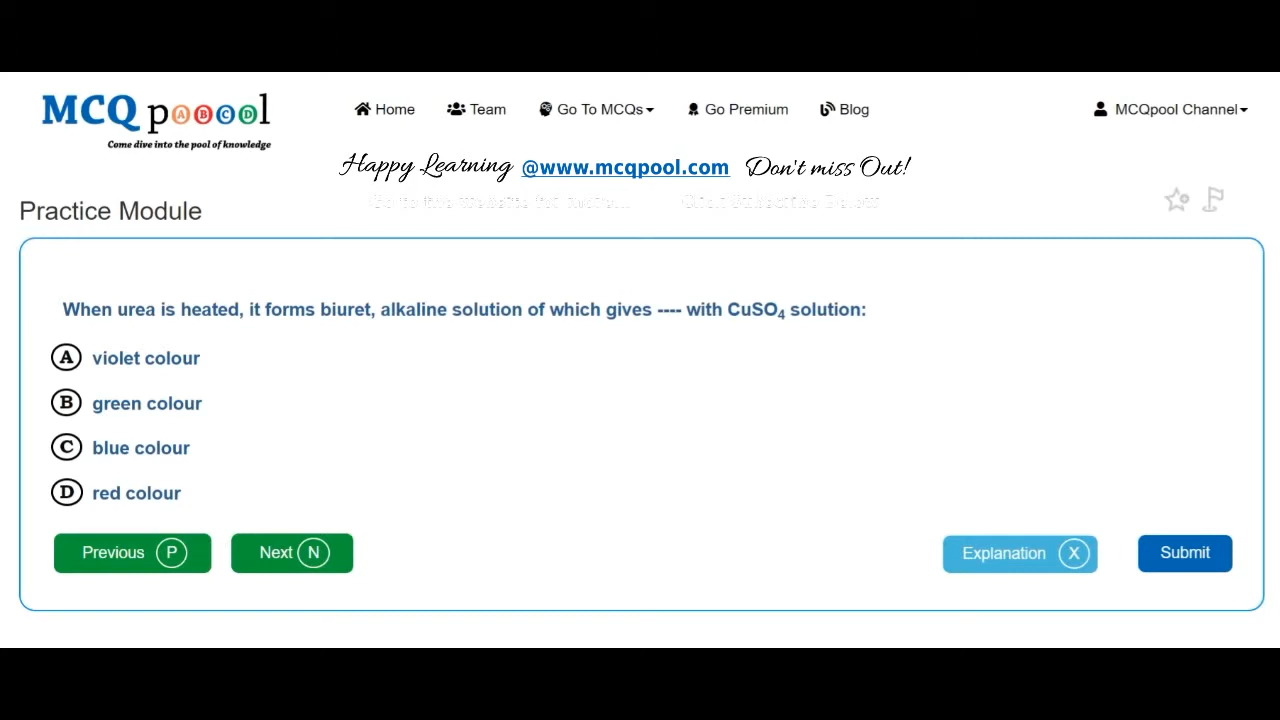 MCQ pABCDl
Come dive into the pool of knowledge
Home Team Go To MCQs Go Premium Blog MCQpool Channel
Happy Learning @www.mcqpool.com Don't miss Out!
Practice Module
When urea is heated, it forms biuret, alkaline solution of which gives ---- with CuSO₄ solution:
A violet colour
B green colour
C blue colour
D red colour
Previous P Next N Explanation X Submit